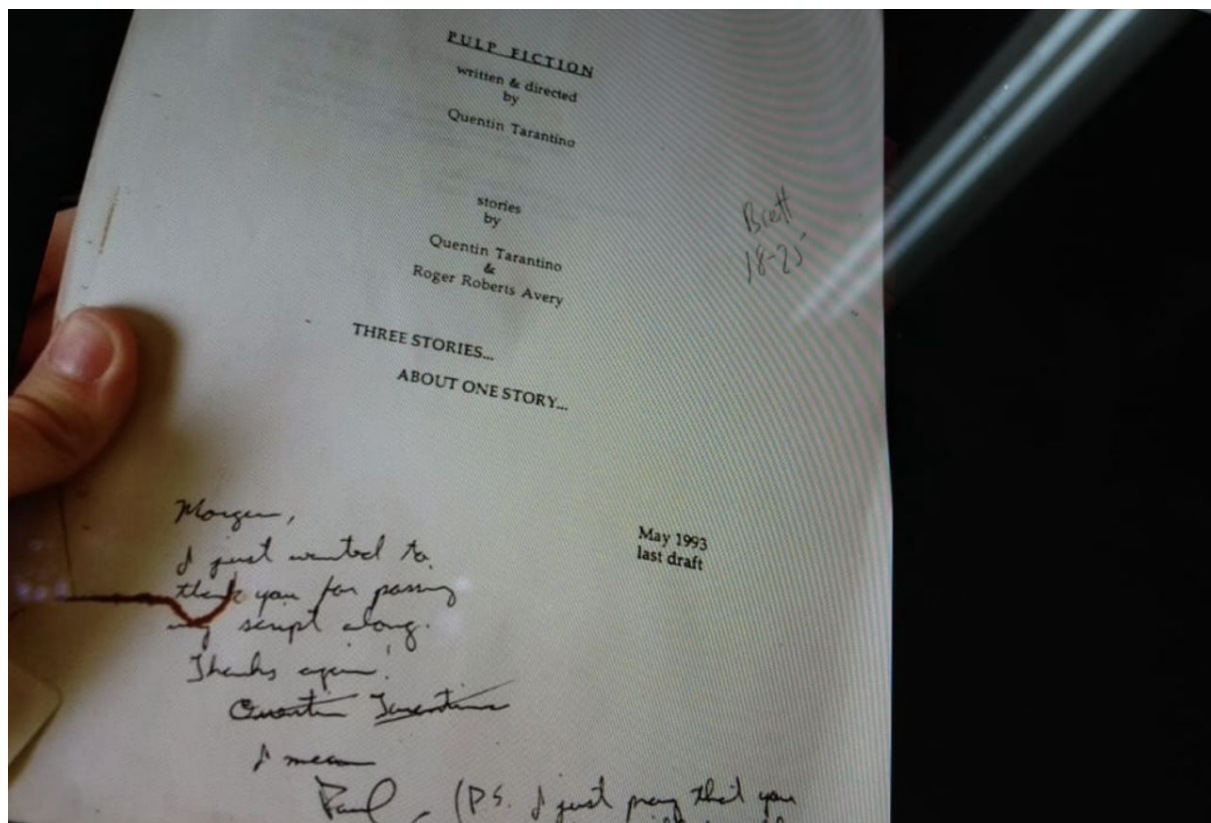 PULP FICTION
written & directed
by
Quentin Tarantino
stories
by
Quentin Tarantino
&
Roger Roberts Avery
Brett
18-25
THREE STORIES...
ABOUT ONE STORY...
May 1993
last draft
Morgan,
I just wanted to
thank you for passing
my script along.
Thanks again!
Quentin Tarantino
I mean
Paul (P.S. I just pray that you